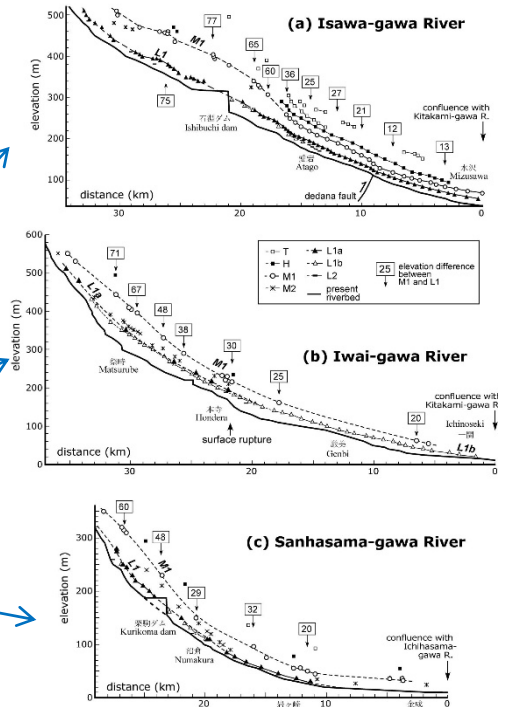 (a) Isawa-gawa River
elevation (m)
500
400
300
200
100
M1
L1
77
65
60
36
25
27
21
12
13
75
石淵ダム
Ishibuchi dam
愛宕
Atago
dedana fault
confluence with
Kitakami-gawa R.
水沢
Mizusawa
distance (km)
30
20
10
0
(b) Iwai-gawa River
elevation (m)
600
500
400
300
200
100
0
T
H
M1
M2
L1a
L1b
L2
present
riverbed
25
elevation difference
between
M1 and L1
71
67
48
38
30
25
20
L1a
M1
Matsurube
本寺
Hondera
surface rupture
Genbi
confluence with
Kitakami-gawa R
Ichinoseki
一関
L1b
distance (km)
30
20
10
0
(c) Sanhasama-gawa River
elevation (m)
300
200
100
0
60
48
29
32
20
L1
M1
栗駒ダム
Kurikoma dam
沼倉
Numakura
confluence with
Ichihasama-
gawa R.
distance (km)
20
10
0
金成